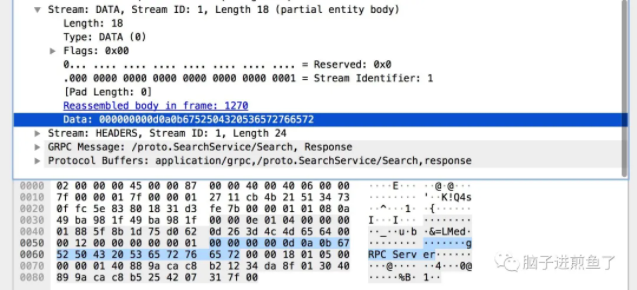 Stream: DATA, Stream ID: 1, Length 18 (partial entity body)
Length: 18
Type: DATA (0)
Flags: 0x00
0... .... .... .... .... .... .... .... = Reserved: 0x0
.000 0000 0000 0000 0000 0000 0000 0001 = Stream Identifier: 1
[Pad Length: 0]
Reassembled body in frame: 1270
Data: 000000000d0a0b67525043205365727 66572
Stream: HEADERS, Stream ID: 1, Length 24
GRPC Message: /proto.SearchService/Search, Response
Protocol Buffers: application/grpc,/proto.SearchService/Search,response
0000 02 00 00 00 45 00 00 87 00 00 40 00 40 06 00 00 ····E··· ··@·@···
0010 7f 00 00 01 7f 00 00 01 27 11 cb 4b 21 51 34 73 ········ '··K!Q4s
0020 0f fc 5e 83 80 18 31 d3 fe 7b 00 00 01 01 08 0a ··^···1· ·{······
0030 49 ba 98 1f 49 ba 98 1f 00 00 0e 01 04 00 00 00 I···I··· ········
0040 01 88 5f 8b 1d 75 d0 62 0d 26 3d 4c 4d 65 64 00 ··_··u·b ·&=LMed·
0050 00 12 00 00 00 00 00 01 00 00 00 00 0d 0a 0b 67 ········ ·······g
0060 52 50 43 20 53 65 72 76 65 72 00 00 18 01 05 00 RPC Serv er······
0070 00 00 01 40 88 9a ca c8 b2 12 34 da 8f 01 30 40 ···@···· ··4···0@
0080 89 9a ca c8 b5 25 42 07 31 7f 00 ·····%B· 1··
脑子进煎鱼了